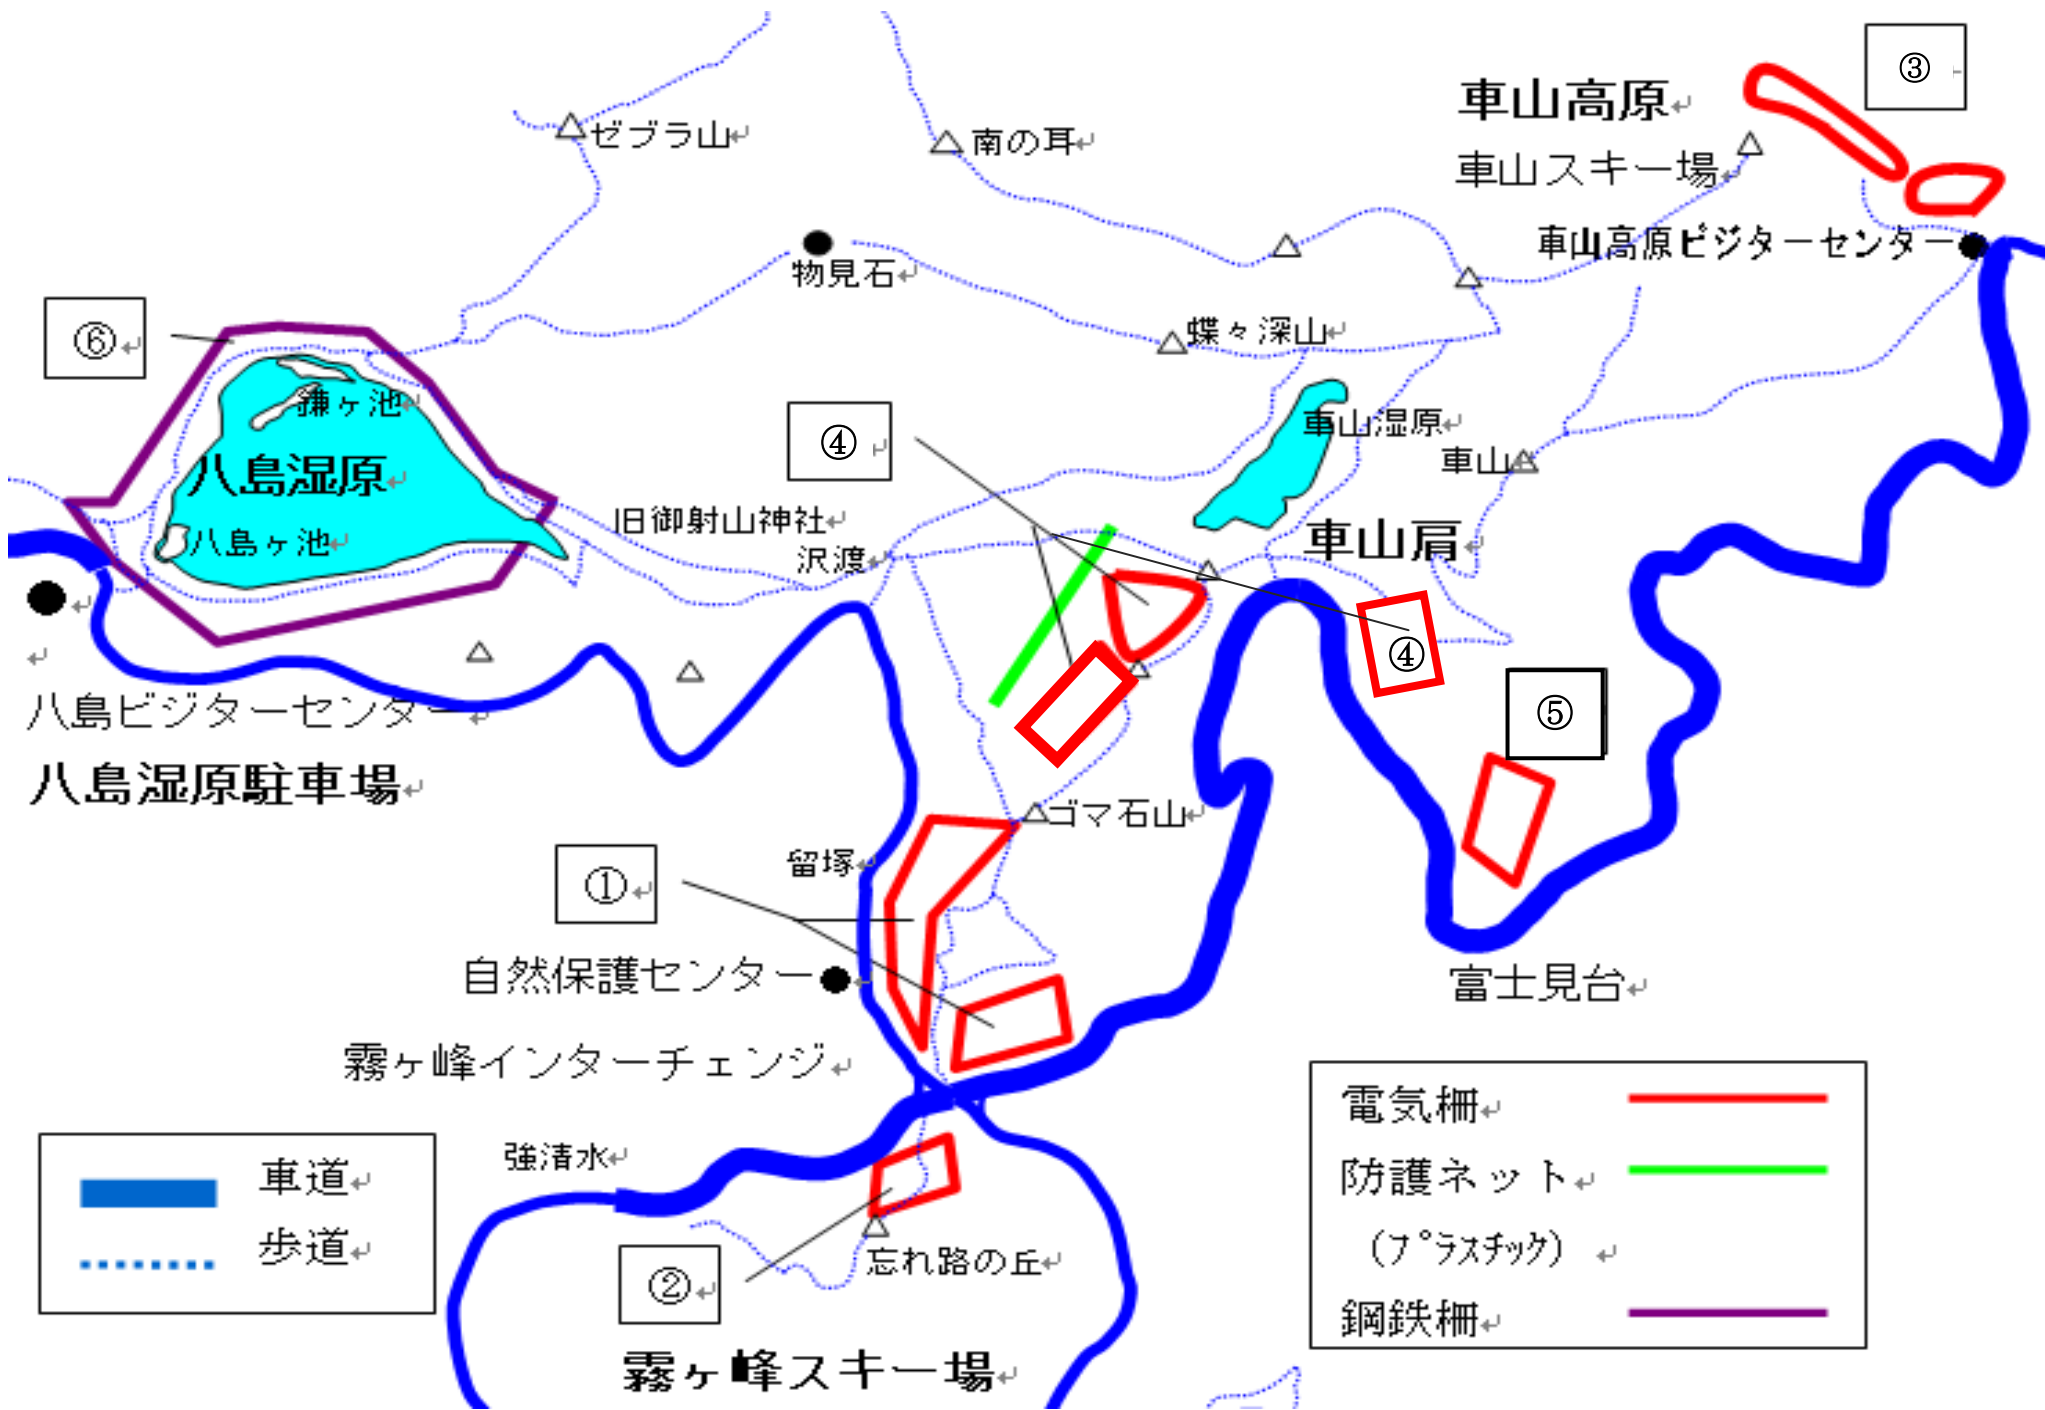 ③
車山高原
ゼブラ山
南の耳
車山スキー場
車山高原ビジターセンター
物見石
⑥
蝶々深山
鎌ヶ池
④
車山湿原
八島湿原
車山
旧御射山神社
八島ヶ池
沢渡
車山肩
④
八島ビジターセンター
⑤
八島湿原駐車場
ゴマ石山
留塚
①
自然保護センター
富士見台
霧ヶ峰インターチェンジ
電気柵
強清水
車道
防護ネット
歩道
(プラスチック)
忘れ路の丘
②
鋼鉄柵
霧ヶ峰スキー場